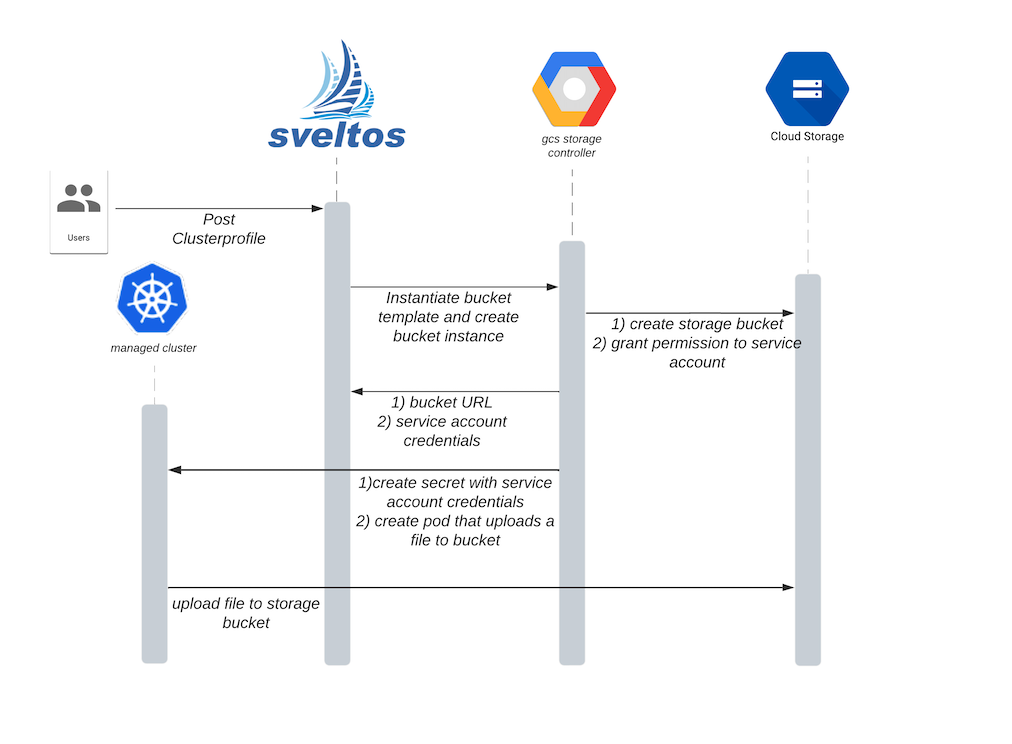 sveltos
gcs storage
controller
Cloud Storage
Users
Post
Clusterprofile
managed cluster
Instantiate bucket
template and create
bucket instance
1) create storage bucket
2) grant permission to service
account
1) bucket URL
2) service account
credentials
1)create secret with service
account credentials
2) create pod that uploads a
file to bucket
upload file to storage
bucket